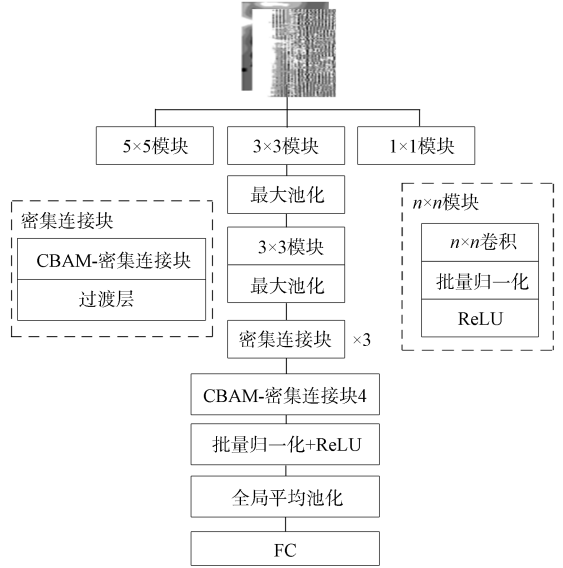 5×5模块
3×3模块
1×1模块
最大池化
密集连接块
CBAM-密集连接块
过渡层
3×3模块
最大池化
n×n模块
n×n卷积
批量归一化
ReLU
密集连接块 ×3
CBAM-密集连接块4
批量归一化+ReLU
全局平均池化
FC